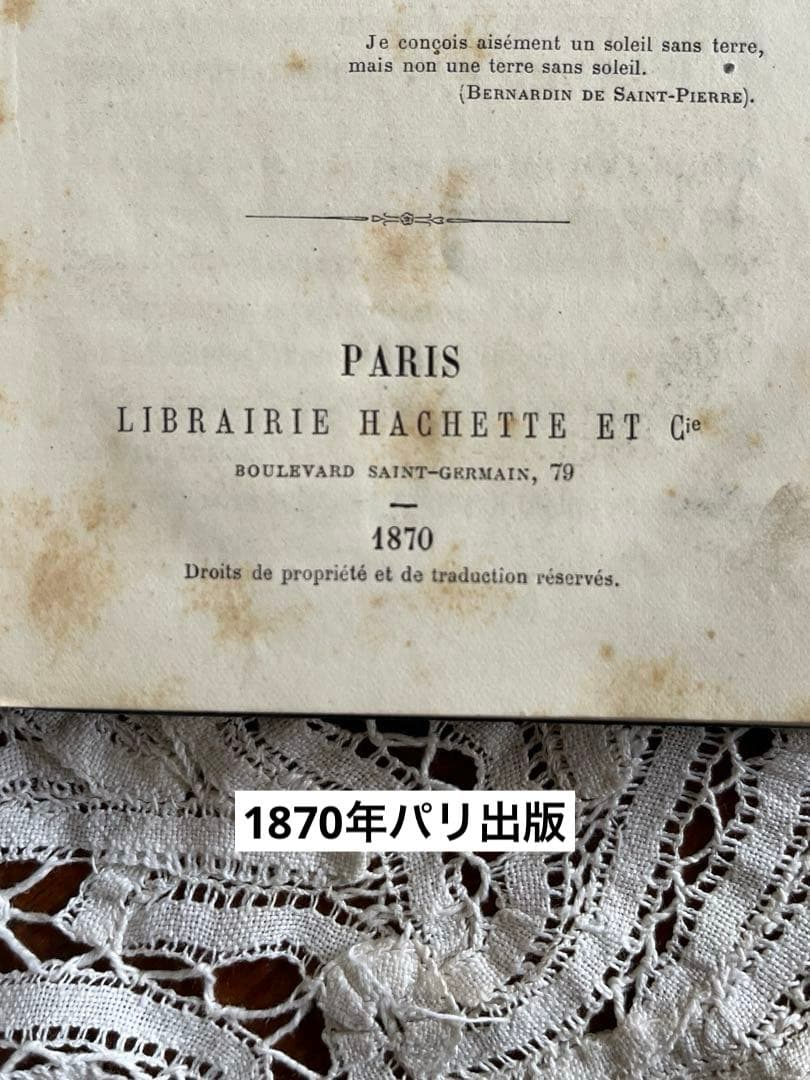 Je conçois aisément un soleil sans terre,
mais non une terre sans soleil.
(BERNARDIN DE SAINT-PIERRE).
PARIS
LIBRAIRIE HACHETTE ET Cie
BOULEVARD SAINT-GERMAIN, 79
1870
Droits de propriété et de traduction réservés.
1870年パリ出版